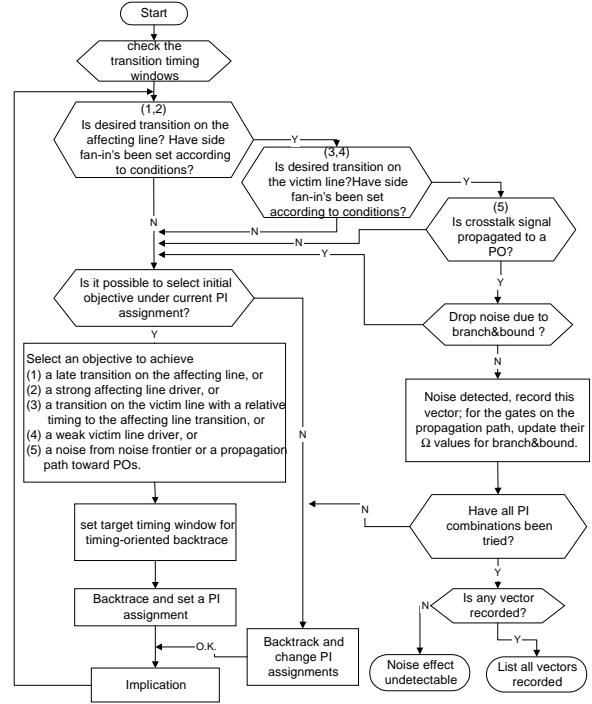 Start
check the
transition timing
windows
(1,2)
Is desired transition on the
affecting line? Have side
fan-in's been set according
to conditions?
Y
(3,4)
Is desired transition on
the victim line?Have side
fan-in's been set
according to conditions?
Y
(5)
Is crosstalk signal
propagated to a
PO?
N
N
N
Y
Y
Is it possible to select initial
objective under current PI
assignment?
Drop noise due to
branch&bound ?
Y
N
Select an objective to achieve
(1) a late transition on the affecting line, or
(2) a strong affecting line driver, or
(3) a transition on the victim line with a relative
timing to the affecting line transition, or
(4) a weak victim line driver, or
(5) a noise from noise frontier or a propagation
path toward POs.
N
Noise detected, record this
vector; for the gates on the
propagation path, update their
Ω values for branch&bound.
set target timing window for
timing-oriented backtrace
N
Have all PI
combinations been
tried?
Y
Backtrace and set a PI
assignment
Is any vector
recorded?
N
Y
O.K.
Backtrack and
change PI
assignments
Noise effect
undetectable
List all vectors
recorded
Implication